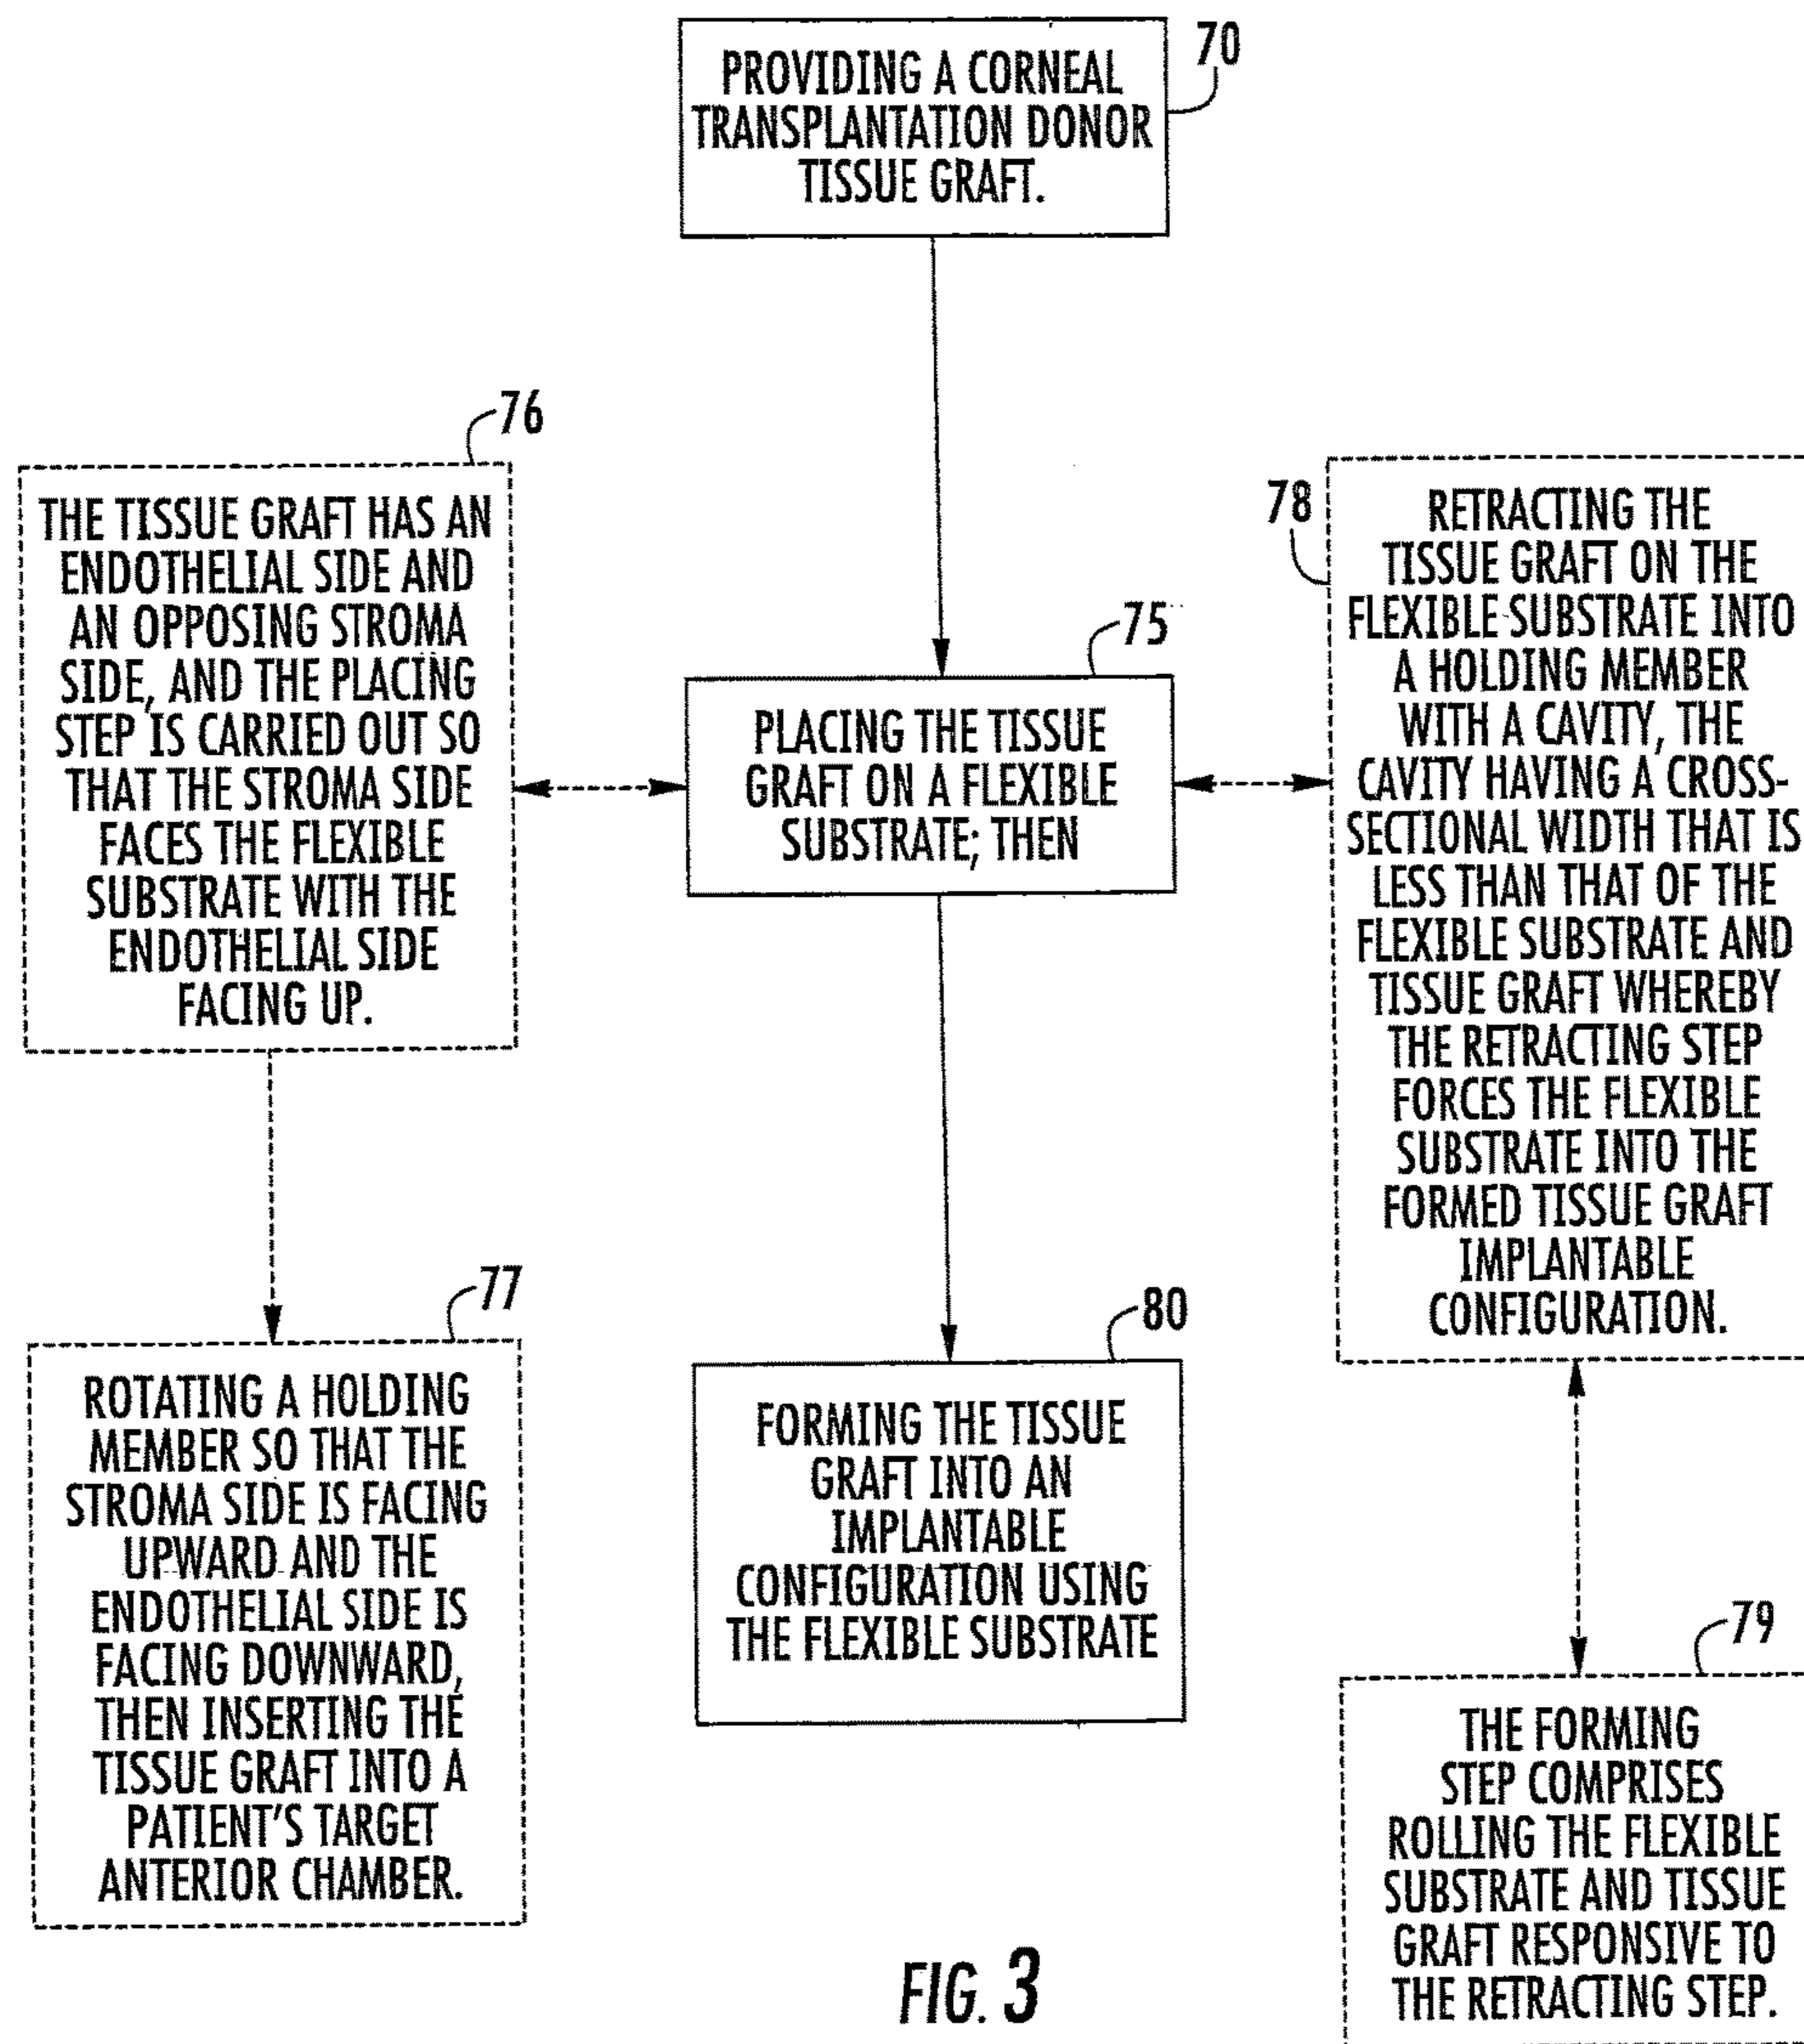 70
PROVIDING A CORNEAL
TRANSPLANTATION DONOR
TISSUE GRAFT.
76
THE TISSUE GRAFT HAS AN
ENDOTHELIAL SIDE AND
AN OPPOSING STROMA
SIDE, AND THE PLACING
STEP IS CARRIED OUT SO
THAT THE STROMA SIDE
FACES THE FLEXIBLE
SUBSTRATE WITH THE
ENDOTHELIAL SIDE
FACING UP.
75
PLACING THE TISSUE
GRAFT ON A FLEXIBLE
SUBSTRATE; THEN
78
RETRACTING THE
TISSUE GRAFT ON THE
FLEXIBLE SUBSTRATE INTO
A HOLDING MEMBER
WITH A CAVITY, THE
CAVITY HAVING A CROSS-
SECTIONAL WIDTH THAT IS
LESS THAN THAT OF THE
FLEXIBLE SUBSTRATE AND
TISSUE GRAFT WHEREBY
THE RETRACTING STEP
FORCES THE FLEXIBLE
SUBSTRATE INTO THE
FORMED TISSUE GRAFT
IMPLANTABLE
CONFIGURATION.
77
ROTATING A HOLDING
MEMBER SO THAT THE
STROMA SIDE IS FACING
UPWARD AND THE
ENDOTHELIAL SIDE IS
FACING DOWNWARD,
THEN INSERTING THE
TISSUE GRAFT INTO A
PATIENT'S TARGET
ANTERIOR CHAMBER.
80
FORMING THE TISSUE
GRAFT INTO AN
IMPLANTABLE
CONFIGURATION USING
THE FLEXIBLE SUBSTRATE
79
THE FORMING
STEP COMPRISES
ROLLING THE FLEXIBLE
SUBSTRATE AND TISSUE
GRAFT RESPONSIVE TO
THE RETRACTING STEP.
FIG. 3